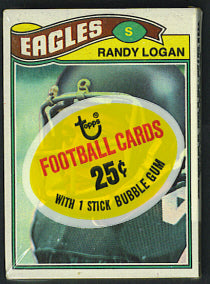 EAGLES
S
RANDY LOGAN
topps
FOOTBALL CARDS
25¢
WITH 1 STICK BUBBLE GUM